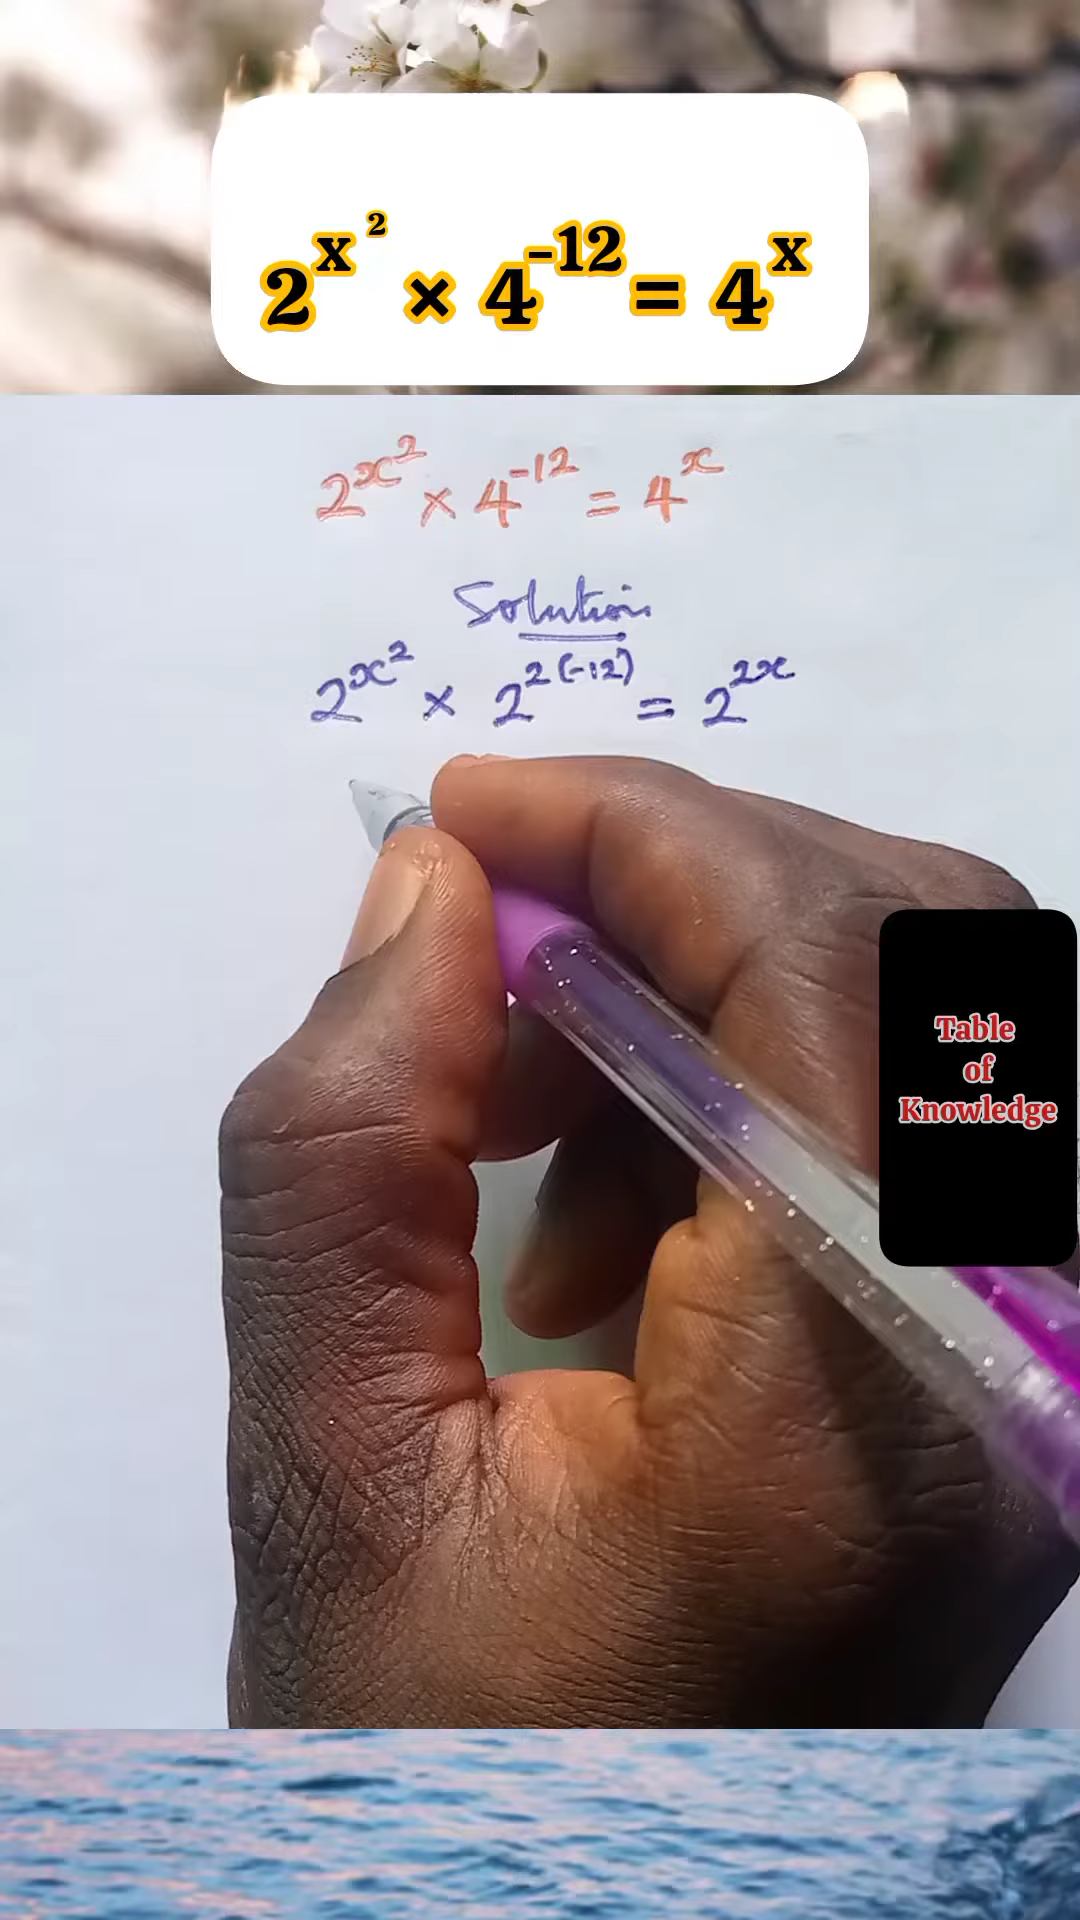 2^x^2 × 4^-12 = 4^x
2^x^2 × 4^-12 = 4^x
Solution
2^x^2 × 2^2(-12) = 2^2x
Table
of
Knowledge